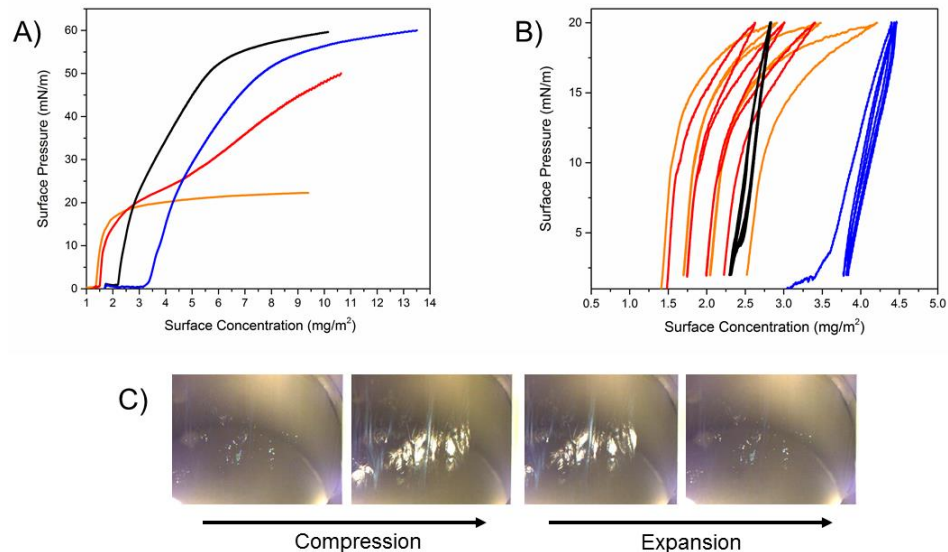 A)
Surface Pressure (mN/m)
60
50
40
30
20
10
0
1 2 3 4 5 6 7 8 9 10 11 12 13 14
Surface Concentration (mg/m²)
B)
Surface Pressure (mN/m)
20
15
10
5
0.5 1.0 1.5 2.0 2.5 3.0 3.5 4.0 4.5 5.0
Surface Concentration (mg/m²)
C)
Compression
Expansion